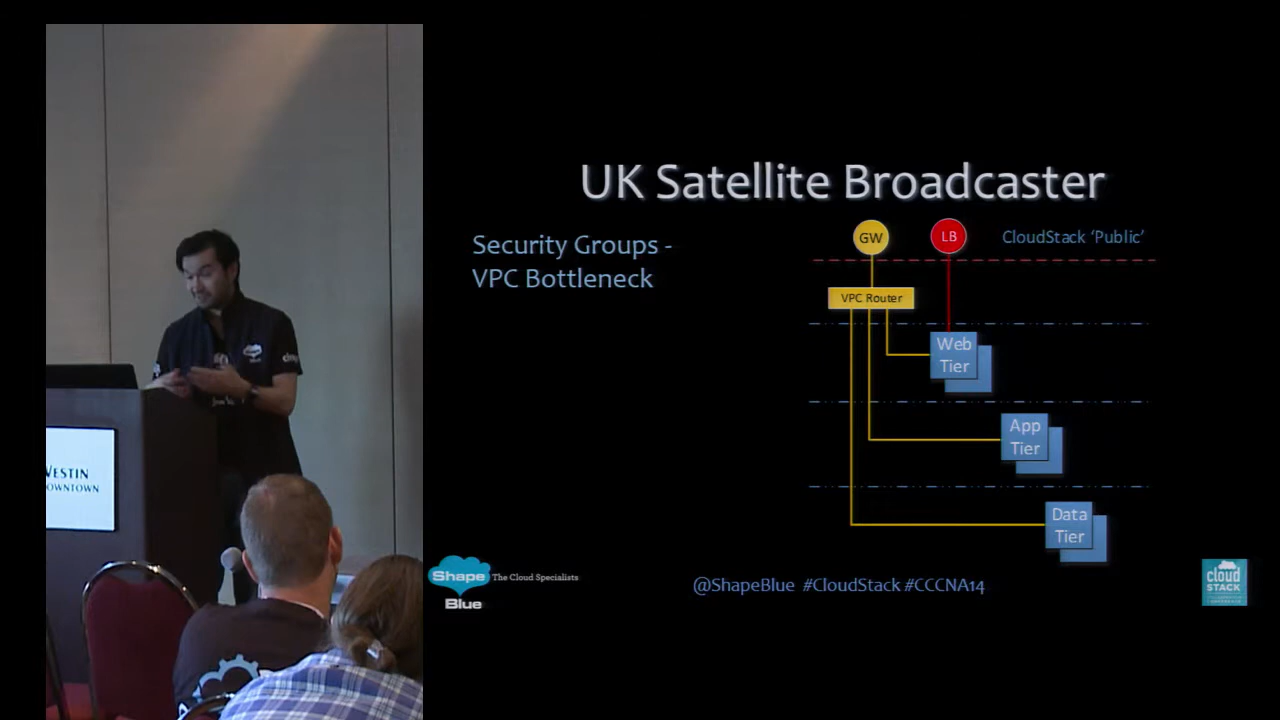 UK Satellite Broadcaster
Security Groups -
VPC Bottleneck
GW
LB
CloudStack ‘Public’
VPC Router
Web
Tier
App
Tier
Data
Tier
Shape
Blue
The Cloud Specialists
@ShapeBlue #CloudStack #CCCNA14
cloud
STACK
WESTIN
DOWNTOWN